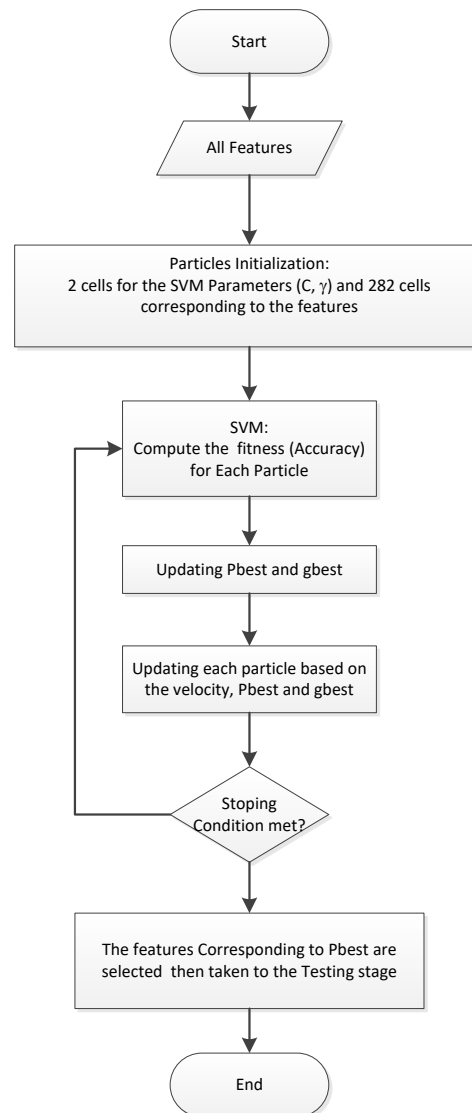 Start
All Features
Particles Initialization:
2 cells for the SVM Parameters (C, γ) and 282 cells
corresponding to the features
SVM:
Compute the fitness (Accuracy)
for Each Particle
Updating Pbest and gbest
Updating each particle based on
the velocity, Pbest and gbest
Stoping
Condition met?
The features Corresponding to Pbest are
selected then taken to the Testing stage
End